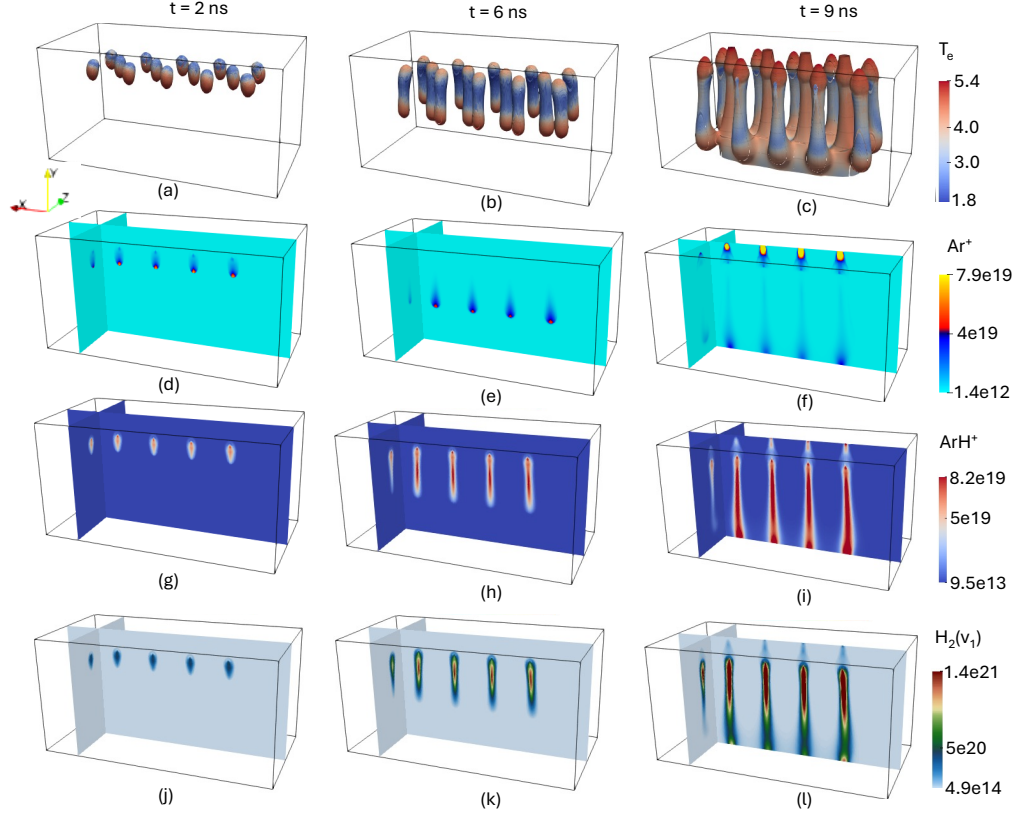 t = 2 ns
t = 6 ns
t = 9 ns
T_e
5.4
4.0
3.0
1.8
(a)
(b)
(c)
X
Y
Z
Ar⁺
7.9e19
4e19
1.4e12
(d)
(e)
(f)
ArH⁺
8.2e19
5e19
9.5e13
(g)
(h)
(i)
H₂(v₁)
1.4e21
5e20
4.9e14
(j)
(k)
(l)